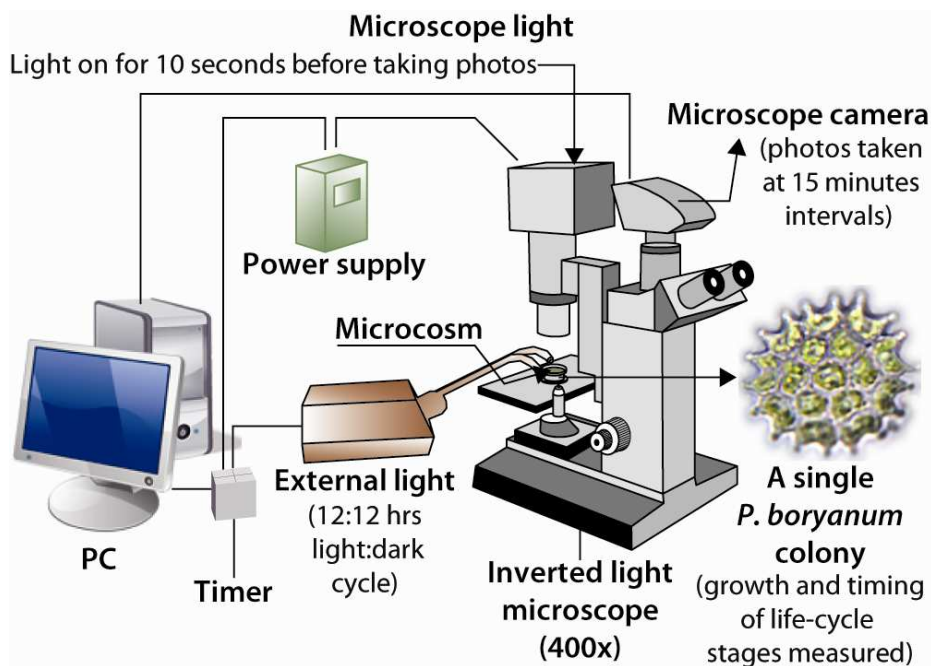 Microscope light
Light on for 10 seconds before taking photos
Microscope camera
(photos taken
at 15 minutes
intervals)
Power supply
Microcosm
External light
(12:12 hrs
light:dark
cycle)
PC
Timer
Inverted light
microscope
(400x)
A single
P. boryanum
colony
(growth and timing
of life-cycle
stages measured)